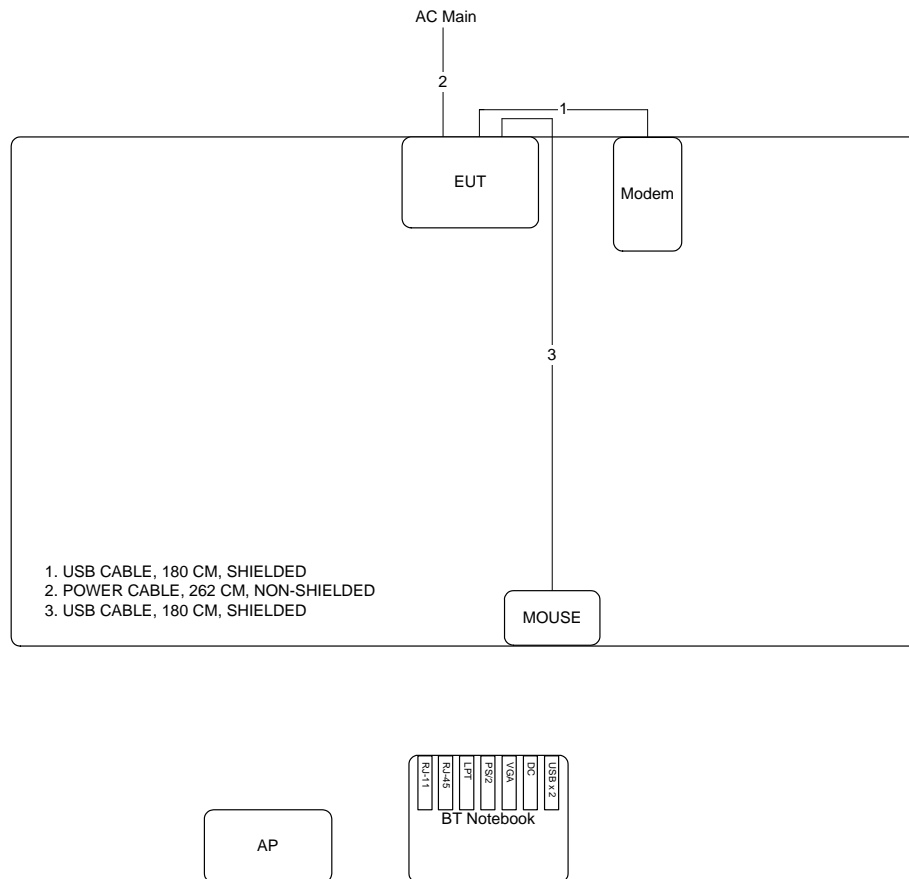 AC Main
2
1
EUT
Modem
3
1. USB CABLE, 180 CM, SHIELDED
2. POWER CABLE, 262 CM, NON-SHIELDED
3. USB CABLE, 180 CM, SHIELDED
MOUSE
RJ-11
RJ-45
LPT
PS/2
VGA
DC
USB x 2
BT Notebook
AP